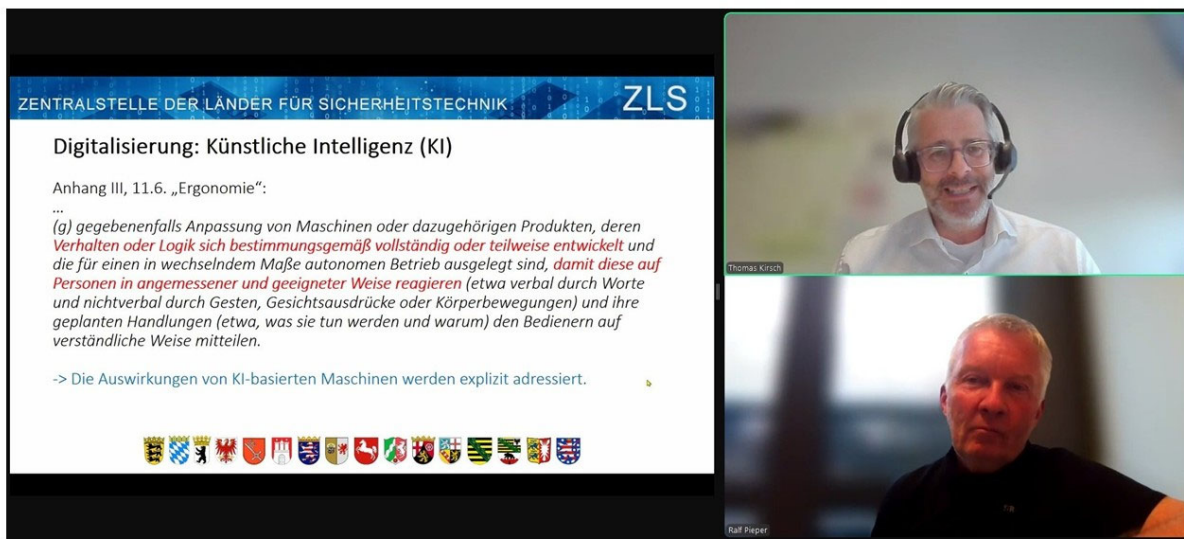 ZENTRALSTELLE DER LÄNDER FÜR SICHERHEITSTECHNIK
ZLS
Digitalisierung: Künstliche Intelligenz (KI)
Anhang III, 11.6. „Ergonomie“:
...
(g) gegebenenfalls Anpassung von Maschinen oder dazugehörigen Produkten, deren
Verhalten oder Logik sich bestimmungsgemäß vollständig oder teilweise entwickelt und
die für einen in wechselndem Maße autonomen Betrieb ausgelegt sind, damit diese auf
Personen in angemessener und geeigneter Weise reagieren (etwa verbal durch Worte
und nichtverbal durch Gesten, Gesichtsausdrücke oder Körperbewegungen) und ihre
geplanten Handlungen (etwa, was sie tun werden und warum) den Bedienern auf
verständliche Weise mitteilen.
-> Die Auswirkungen von KI-basierten Maschinen werden explizit adressiert.
Thomas Kirsch
Ralf Pieper